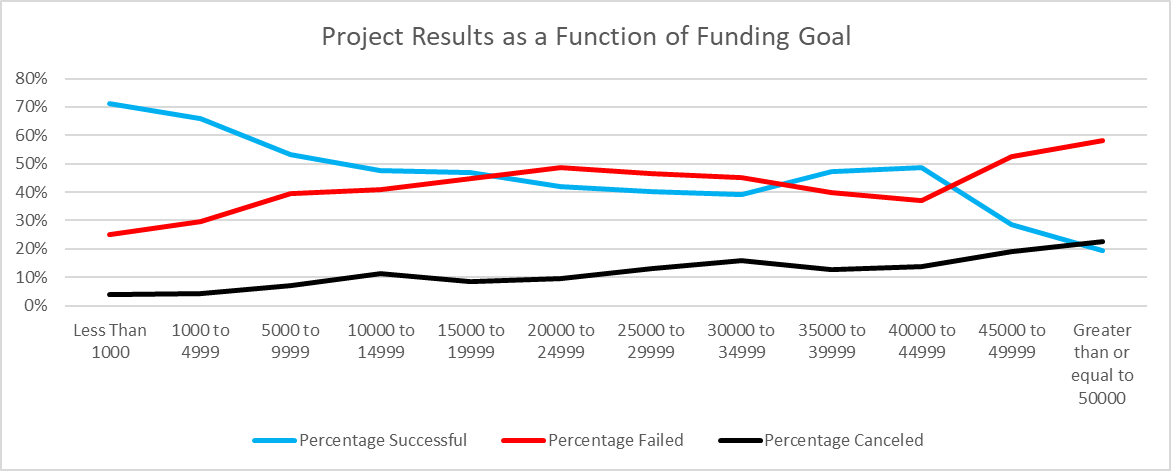 Project Results as a Function of Funding Goal
80%
70%
60%
50%
40%
30%
20%
10%
0%
Less Than 1000
1000 to 4999
5000 to 9999
10000 to 14999
15000 to 19999
20000 to 24999
25000 to 29999
30000 to 34999
35000 to 39999
40000 to 44999
45000 to 49999
Greater than or equal to 50000
Percentage Successful
Percentage Failed
Percentage Canceled